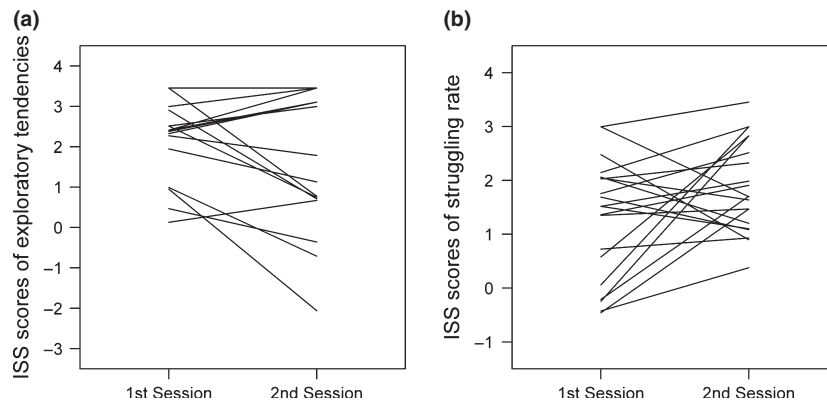 (a)
ISS scores of exploratory tendencies
4
3
2
1
0
−1
−2
−3
1st Session 2nd Session
(b)
ISS scores of struggling rate
4
3
2
1
0
−1
1st Session 2nd Session